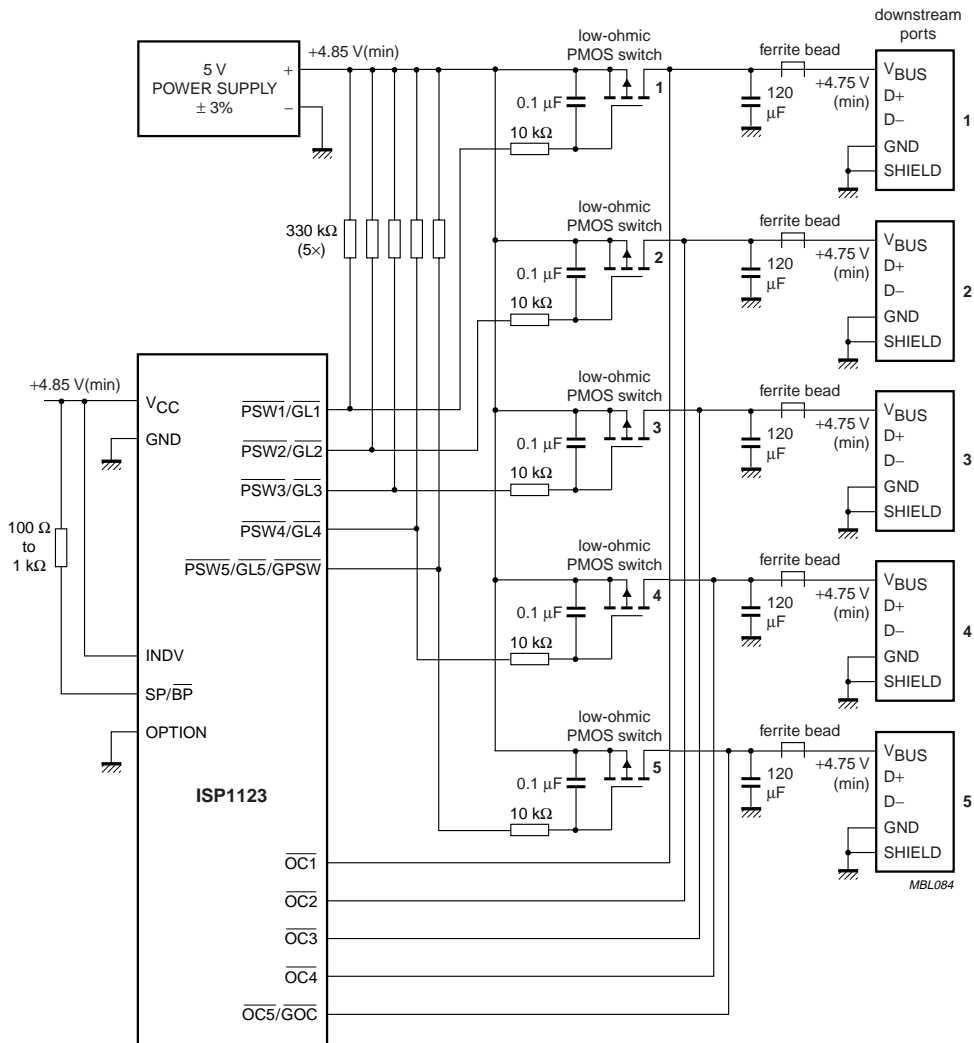 downstream
ports
low-ohmic
PMOS switch
ferrite bead
+4.85 V(min)
5 V
POWER SUPPLY
± 3%
+
−
0.1 µF
1
10 kΩ
120
µF
+4.75 V
(min)
VBUS
D+
D−
GND
SHIELD
1
330 kΩ
(5×)
low-ohmic
PMOS switch
ferrite bead
0.1 µF
2
10 kΩ
120
µF
+4.75 V
(min)
VBUS
D+
D−
GND
SHIELD
2
low-ohmic
PMOS switch
ferrite bead
0.1 µF
3
10 kΩ
120
µF
+4.75 V
(min)
VBUS
D+
D−
GND
SHIELD
3
low-ohmic
PMOS switch
ferrite bead
0.1 µF
4
10 kΩ
120
µF
+4.75 V
(min)
VBUS
D+
D−
GND
SHIELD
4
low-ohmic
PMOS switch
ferrite bead
0.1 µF
5
10 kΩ
120
µF
+4.75 V
(min)
VBUS
D+
D−
GND
SHIELD
5
MBL084
+4.85 V(min)
100 Ω
to
1 kΩ
VCC
GND
INDV
SP/BP
OPTION
ISP1123
PSW1/GL1
PSW2/GL2
PSW3/GL3
PSW4/GL4
PSW5/GL5/GPSW
OC1
OC2
OC3
OC4
OC5/GOC